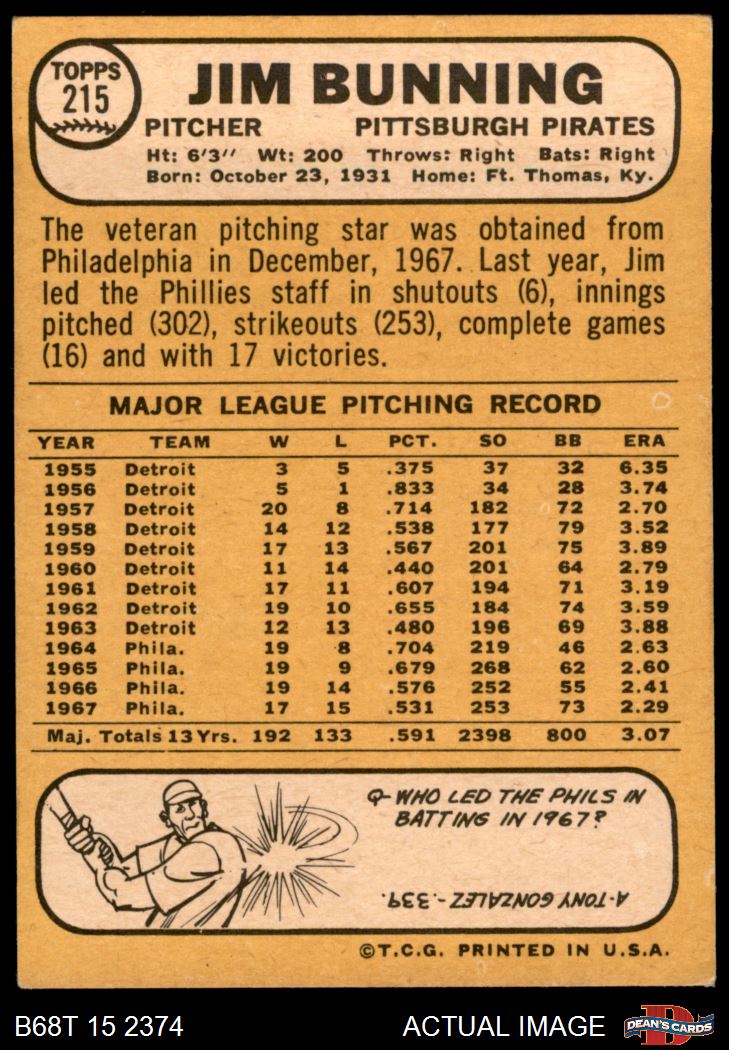 TOPPS
215
JIM BUNNING
PITCHER PITTSBURGH PIRATES
Ht: 6'3" Wt: 200 Throws: Right Bats: Right
Born: October 23, 1931 Home: Ft. Thomas, Ky.
The veteran pitching star was obtained from
Philadelphia in December, 1967. Last year, Jim
led the Phillies staff in shutouts (6), innings
pitched (302), strikeouts (253), complete games
(16) and with 17 victories.
MAJOR LEAGUE PITCHING RECORD
YEAR TEAM W L PCT. SO BB ERA
1955 Detroit 3 5 .375 37 32 6.35
1956 Detroit 5 1 .833 34 28 3.74
1957 Detroit 20 8 .714 182 72 2.70
1958 Detroit 14 12 .538 177 79 3.52
1959 Detroit 17 13 .567 201 75 3.89
1960 Detroit 11 14 .440 201 64 2.79
1961 Detroit 17 11 .607 194 71 3.19
1962 Detroit 19 10 .655 184 74 3.59
1963 Detroit 12 13 .480 196 69 3.88
1964 Phila. 19 8 .704 219 46 2.63
1965 Phila. 19 9 .679 268 62 2.60
1966 Phila. 19 14 .576 252 55 2.41
1967 Phila. 17 15 .531 253 73 2.29
Maj. Totals 13 Yrs. 192 133 .591 2398 800 3.07
Q-WHO LED THE PHILS IN
BATTING IN 1967?
A-TONY GONZALEZ-.339.
©T.C.G. PRINTED IN U.S.A.
B68T 15 2374 ACTUAL IMAGE
D
DEAN'S CARDS